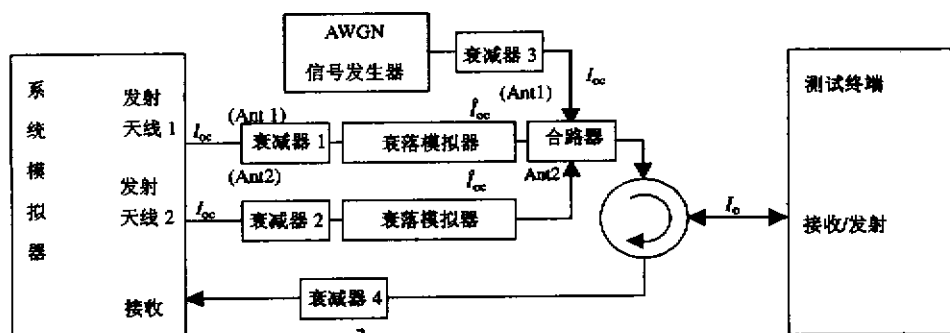 AWGN
信号发生器
衰减器 3
I_oc
(Ant1)
系统模拟器
发射
天线 1
I_oc
(Ant 1)
衰减器 1
Î_oc
衰落模拟器
合路器
测试终端
发射
天线 2
I_oc
(Ant2)
衰减器 2
Î_oc
衰落模拟器
Ant2
I_o
接收/发射
接收
衰减器 4